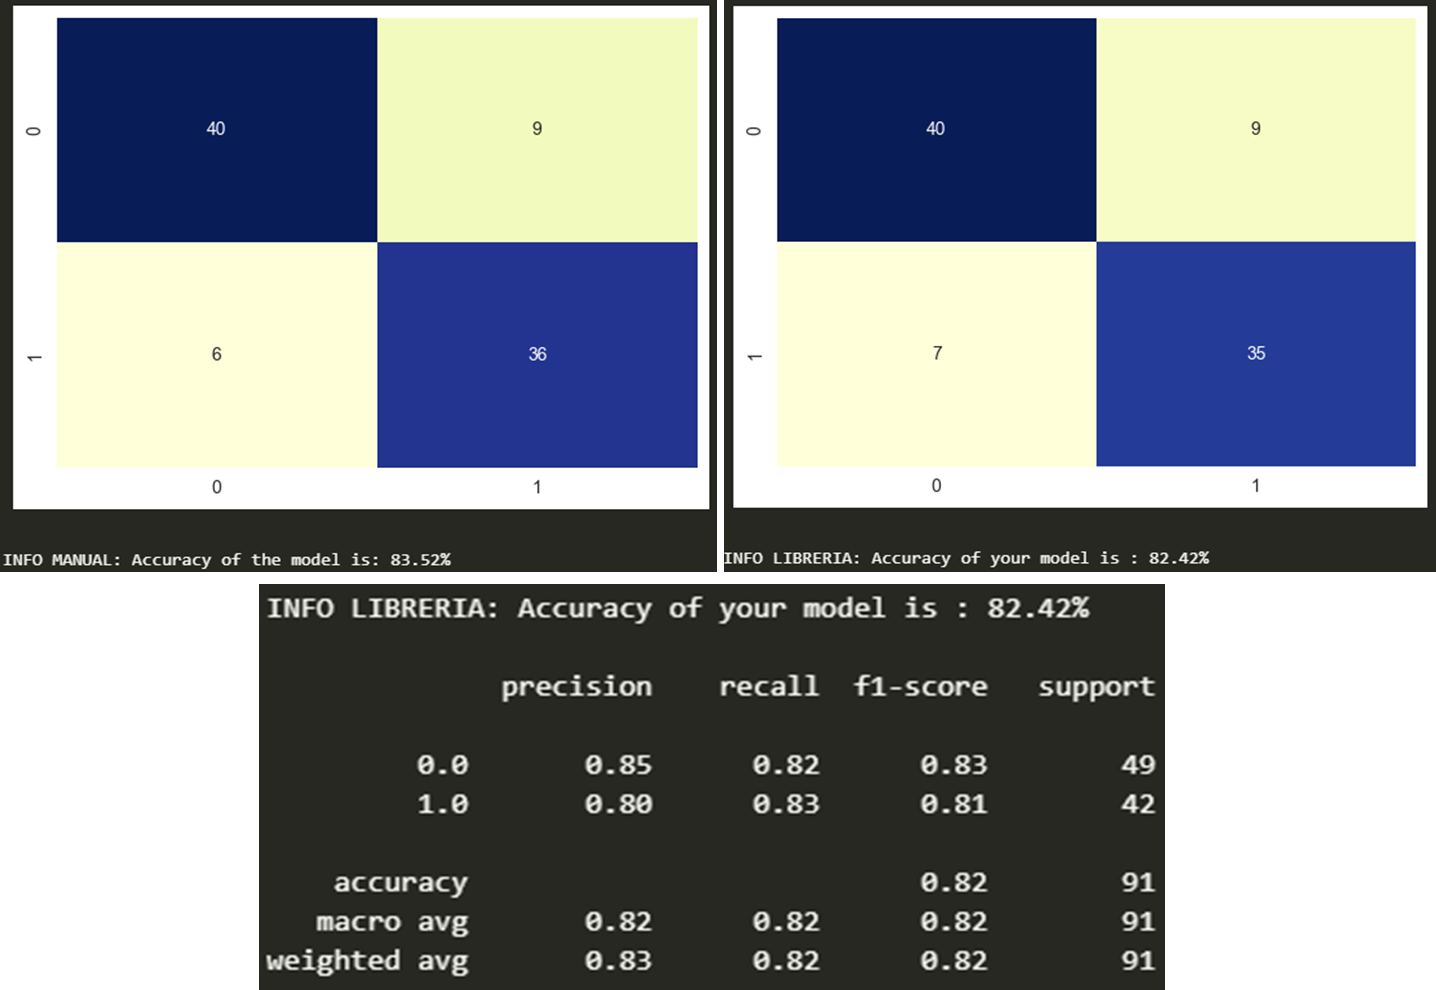 0 40 9
1 6 36
0 1
INFO MANUAL: Accuracy of the model is: 83.52%
0 40 9
1 7 35
0 1
INFO LIBRERIA: Accuracy of your model is : 82.42%
INFO LIBRERIA: Accuracy of your model is : 82.42%
precision recall f1-score support
0.0 0.85 0.82 0.83 49
1.0 0.80 0.83 0.81 42
accuracy 0.82 91
macro avg 0.82 0.82 0.82 91
weighted avg 0.83 0.82 0.82 91